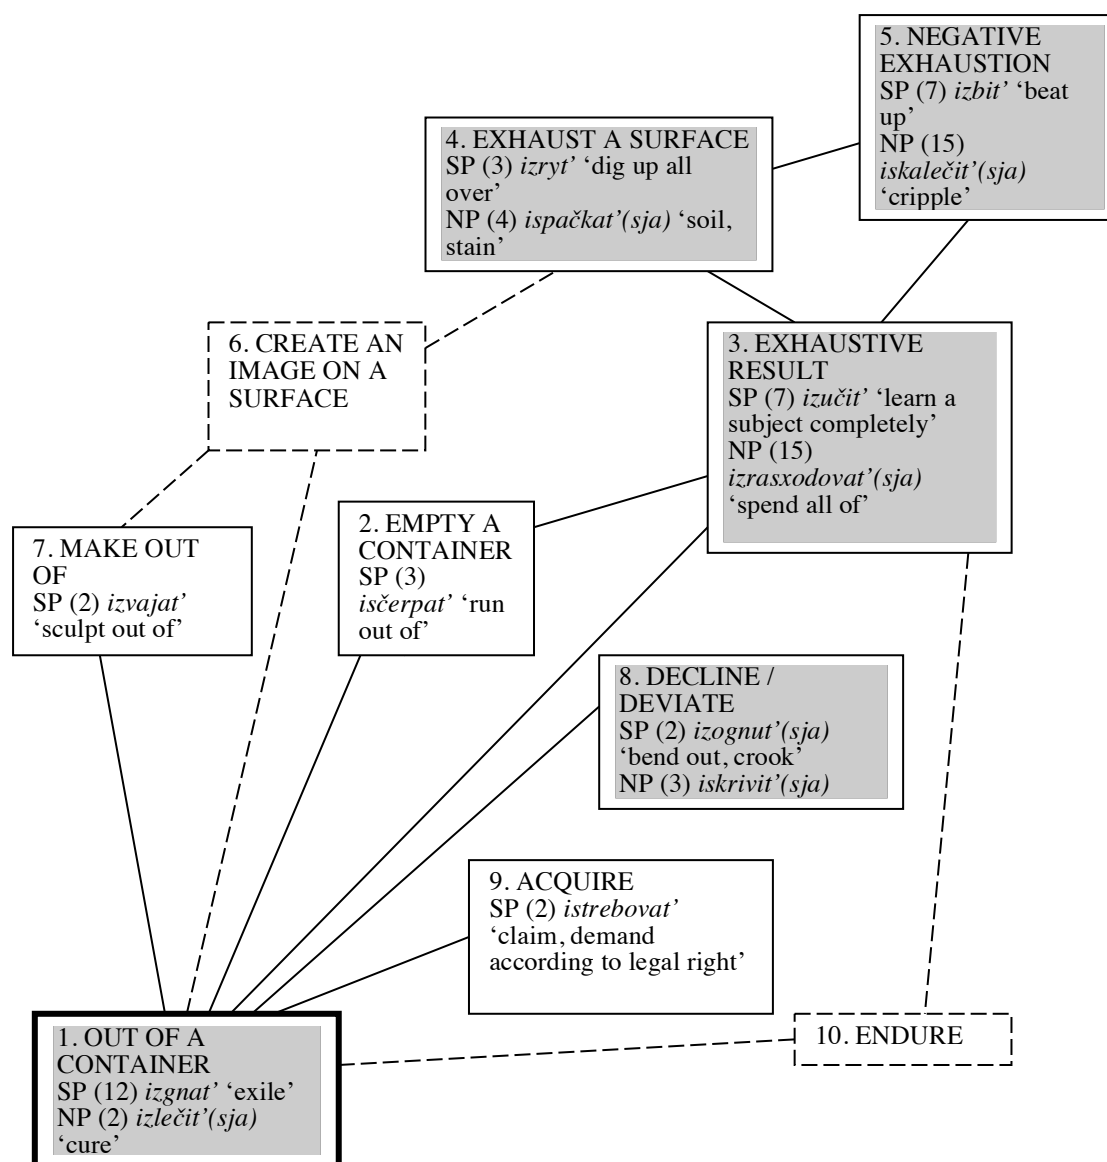 5. NEGATIVE
EXHAUSTION
SP (7) izbit’ ‘beat
up’
NP (15)
iskalečit’(sja)
‘cripple’
4. EXHAUST A SURFACE
SP (3) izryt’ ‘dig up all
over’
NP (4) ispačkat’(sja) ‘soil,
stain’
6. CREATE AN
IMAGE ON A
SURFACE
3. EXHAUSTIVE
RESULT
SP (7) izučit’ ‘learn a
subject completely’
NP (15)
izrasxodovat’(sja)
‘spend all of’
2. EMPTY A
CONTAINER
SP (3)
isčerpat’ ‘run
out of’
7. MAKE OUT
OF
SP (2) izvajat’
‘sculpt out of’
8. DECLINE /
DEVIATE
SP (2) izognut’(sja)
‘bend out, crook’
NP (3) iskrivit’(sja)
9. ACQUIRE
SP (2) istrebovat’
‘claim, demand
according to legal right’
1. OUT OF A
CONTAINER
SP (12) izgnat’ ‘exile’
NP (2) izlečit’(sja)
‘cure’
10. ENDURE